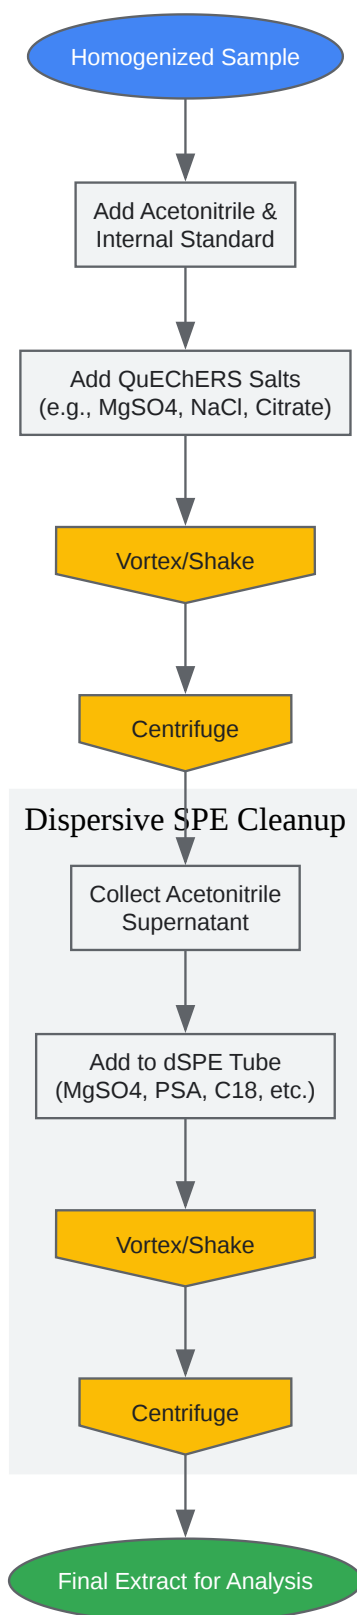 Homogenized Sample
Add Acetonitrile &
Internal Standard
Add QuEChERS Salts
(e.g., MgSO4, NaCl, Citrate)
Vortex/Shake
Centrifuge
Dispersive SPE Cleanup
Collect Acetonitrile
Supernatant
Add to dSPE Tube
(MgSO4, PSA, C18, etc.)
Vortex/Shake
Centrifuge
Final Extract for Analysis